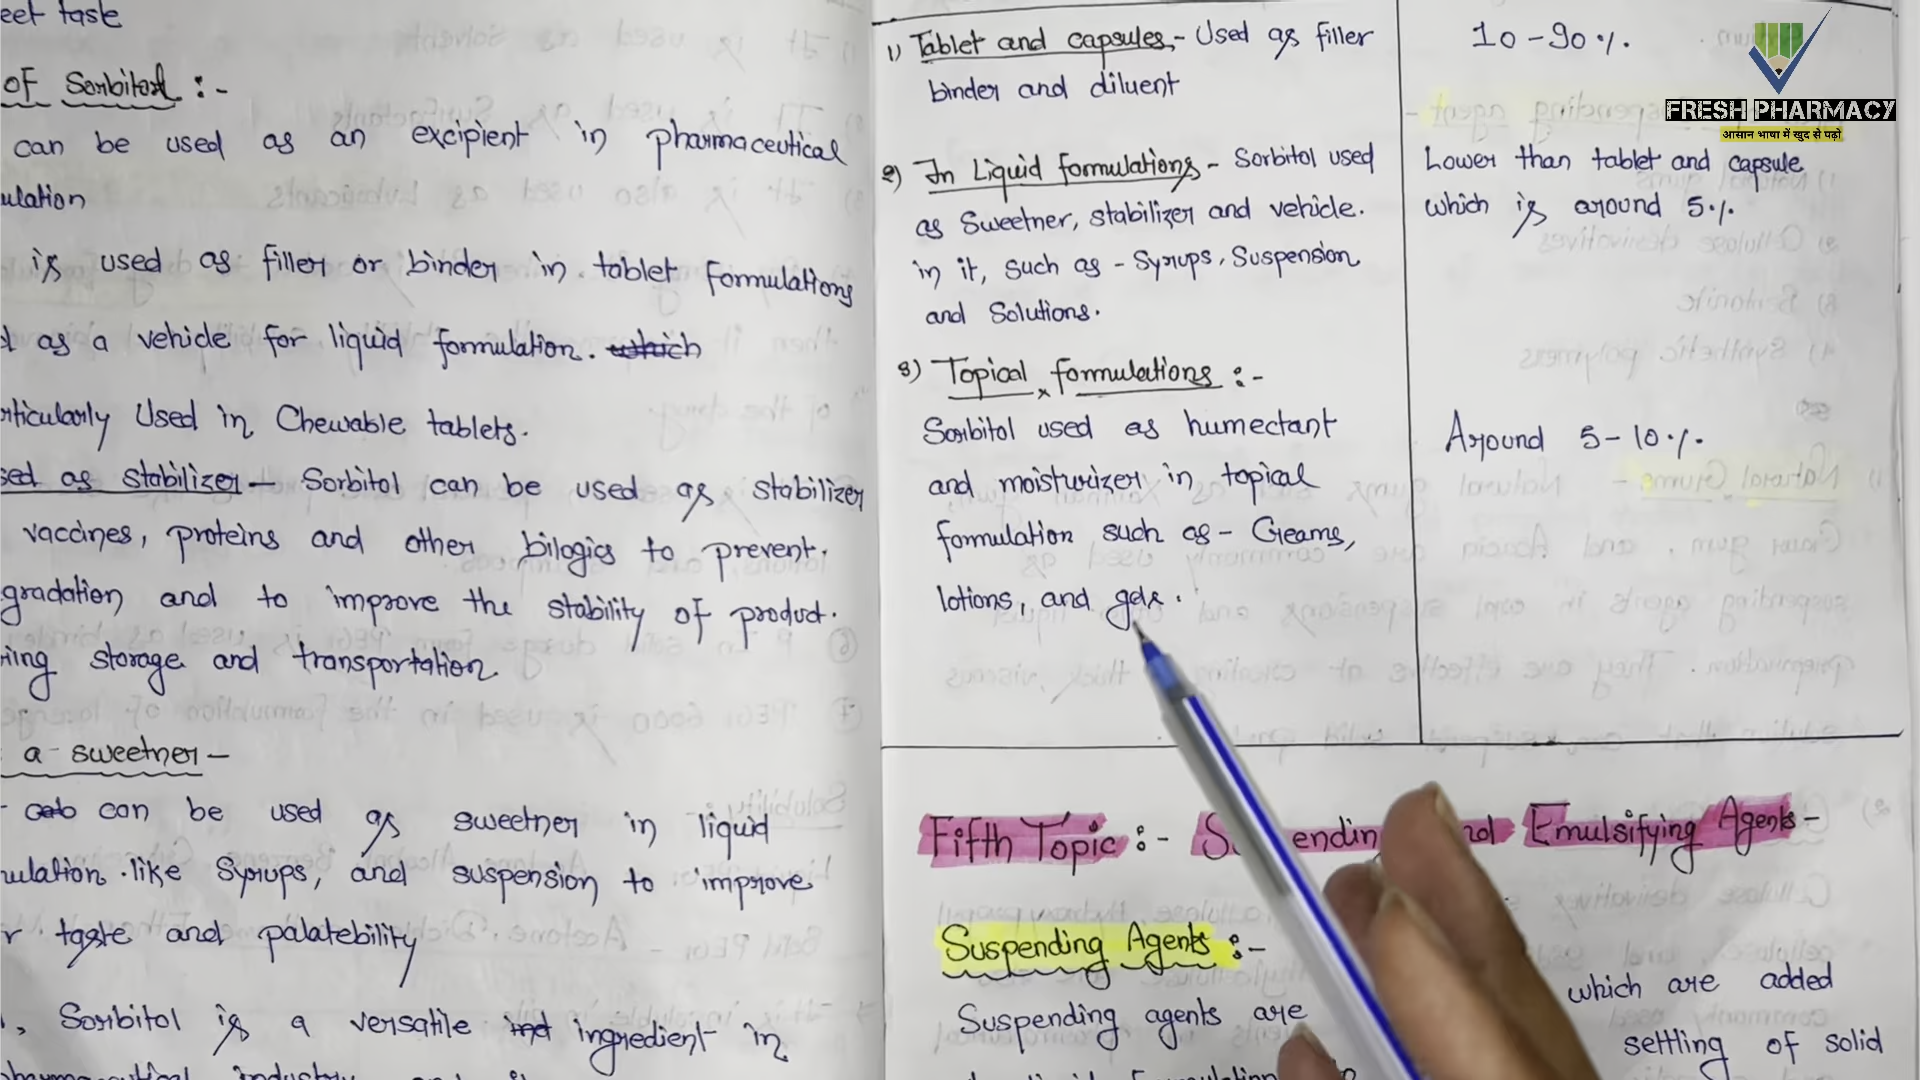 eet taste
of Sorbitol :-
can be used as an excipient in pharmaceutical
ulation
is used as filler or binder in tablet formulations
as a vehicle for liquid formulation. which
rticularly Used in Chewable tablets.
sed as stabilizer - Sorbitol can be used as stabilizer
vaccines, proteins and other bilogics to prevent.
gradation and to improve the stability of product.
ring storage and transportation.
a sweetner -
can be used as sweetner in liquid
ulation like Syrups, and suspension to improve
r taste and palatebility
, Sorbitol is a versatile ingredient in
1) Tablet and capsules,- Used as filler
binder and diluent
2) In Liquid formulations - Sorbitol used
as Sweetner, stabilizer and vehicle.
in it, such as - Syrups, Suspension
and Solutions.
3) Topical formulations :-
Sorbitol used as humectant
and moisturizer in topical
formulation such as - Creams,
lotions, and gels.
10-90%.
Lower than tablet and capsule
which is around 5%.
Around 5-10%.
Fifth Topic :- S ending nd Emulsifying Agents -
Suspending Agents :-
Suspending agents are which are added
settling of solid
FRESH PHARMACY
आसान भाषा में खुद से पढ़ो